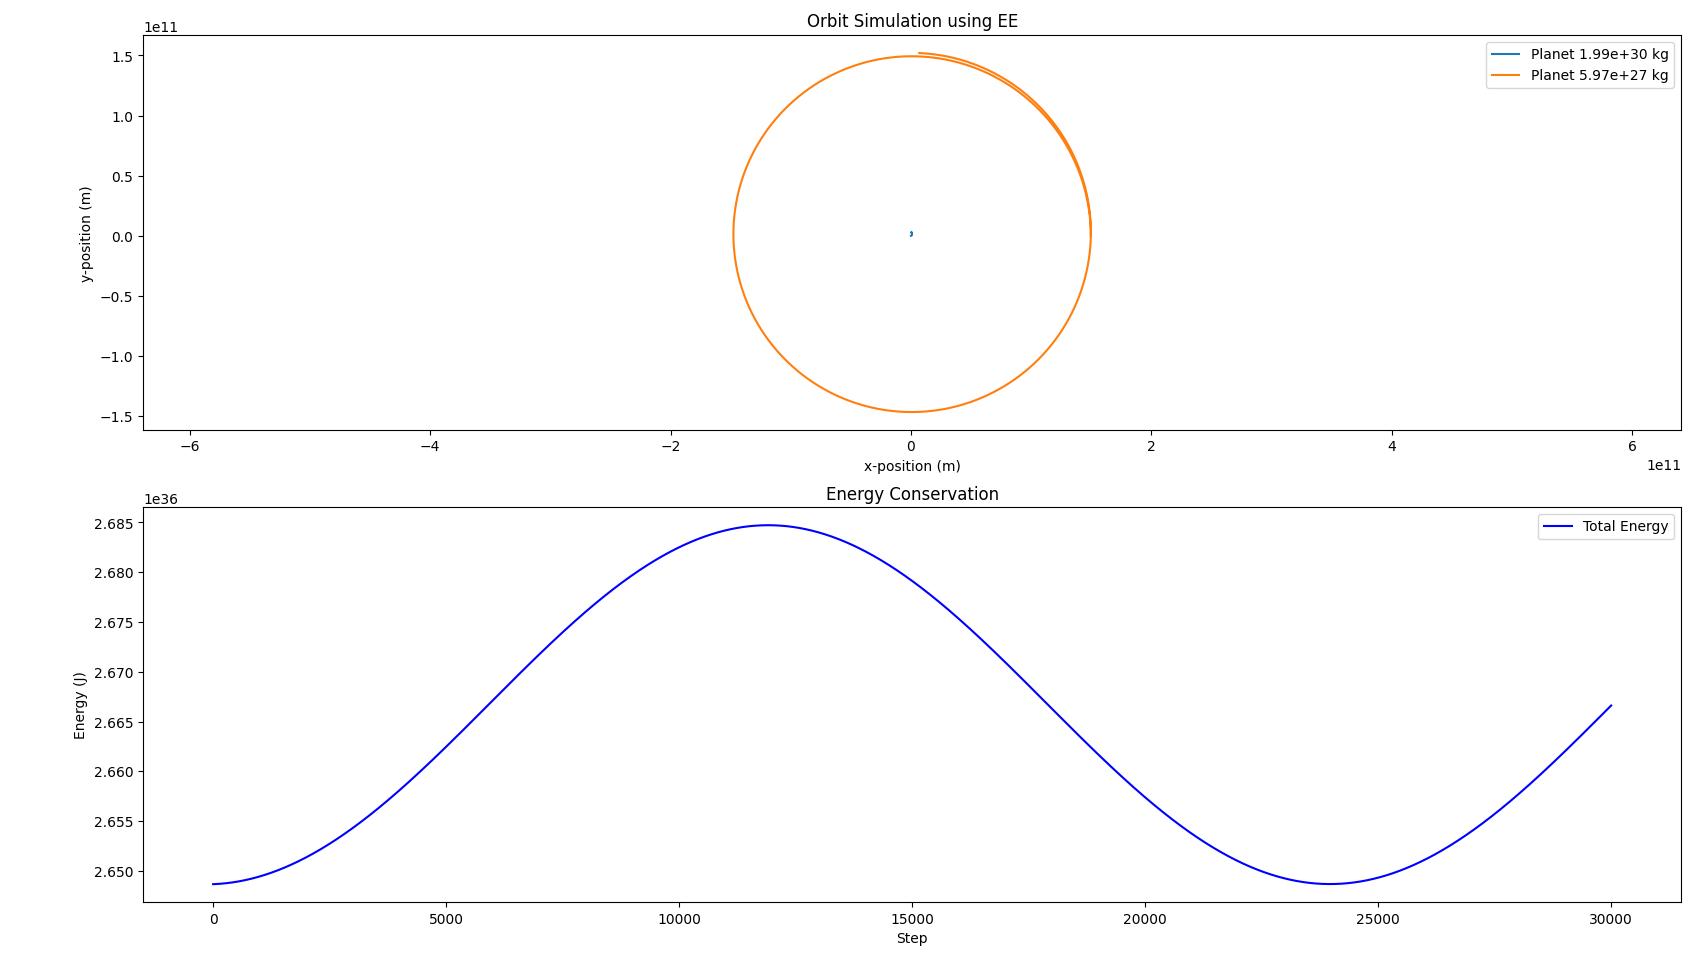 Orbit Simulation using EE
1e11
Planet 1.99e+30 kg
Planet 5.97e+27 kg
1.5
1.0
0.5
0.0
−0.5
−1.0
−1.5
y-position (m)
−6 −4 −2 0 2 4 6
x-position (m)
1e11
Energy Conservation
1e36
Total Energy
2.685
2.680
2.675
2.670
2.665
2.660
2.655
2.650
Energy (J)
0 5000 10000 15000 20000 25000 30000
Step